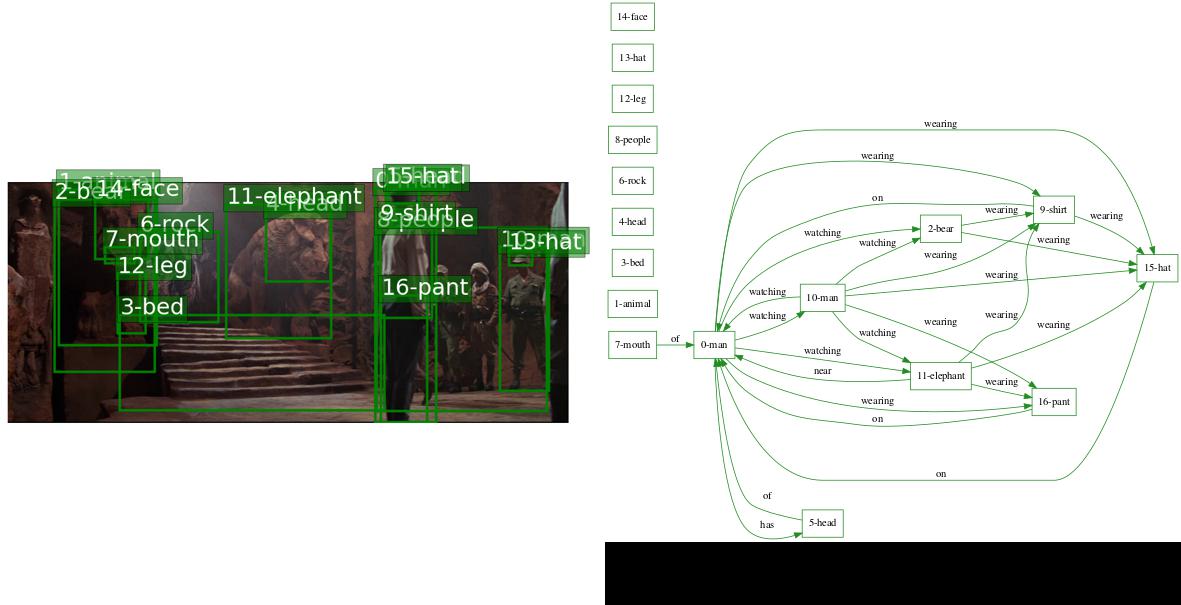 1-animal
2-bear
14-face
6-rock
7-mouth
12-leg
3-bed
11-elephant
4-head
15-hat
9-shirt
8-people
16-pant
13-hat
14-face
13-hat
12-leg
8-people
6-rock
4-head
3-bed
1-animal
7-mouth
of
0-man
wearing
wearing
on
watching
watching
watching
watching
near
wearing
on
on
of
has
5-head
10-man
watching
wearing
wearing
wearing
watching
2-bear
wearing
wearing
11-elephant
wearing
wearing
wearing
9-shirt
wearing
16-pant
15-hat